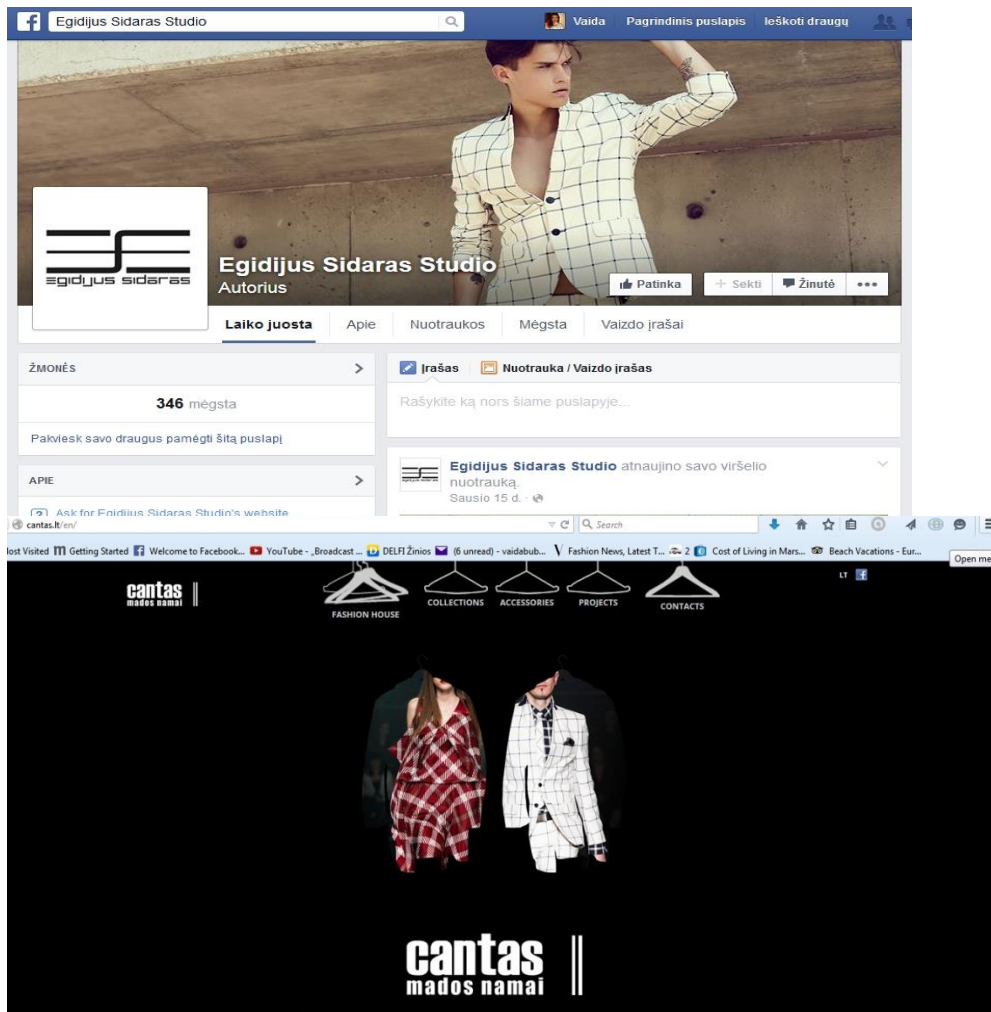 Egidijus Sidaras Studio
Vaida Pagrindinis puslapis Ieškoti draugų
egidijus sidaras
Egidijus Sidaras Studio
Autorius
Patinka + Sekti Žinutė •••
Laiko juosta Apie Nuotraukos Mėgsta Vaizdo įrašai
ŽMONĖS
346 mėgsta
Pakviesk savo draugus pamėgti šitą puslapį
APIE
Ask for Egidijus Sidaras Studio's website
Įrašas Nuotrauka / Vaizdo įrašas
Rašykite ką nors šiame puslapyje...
Egidijus Sidaras Studio atnaujino savo viršelio
nuotrauką.
Sausio 15 d. ·
cantas.lt/en/ Search
ost Visited Getting Started Welcome to Facebook... YouTube - „Broadcast ... DELFI Žinios (6 unread) - vaidabub... Fashion News, Latest T... 2 Cost of Living in Mars... Beach Vacations - Eur...
Open me
cantas
mados namai
FASHION HOUSE
COLLECTIONS
ACCESSORIES
PROJECTS
CONTACTS
LT
cantas
mados namai